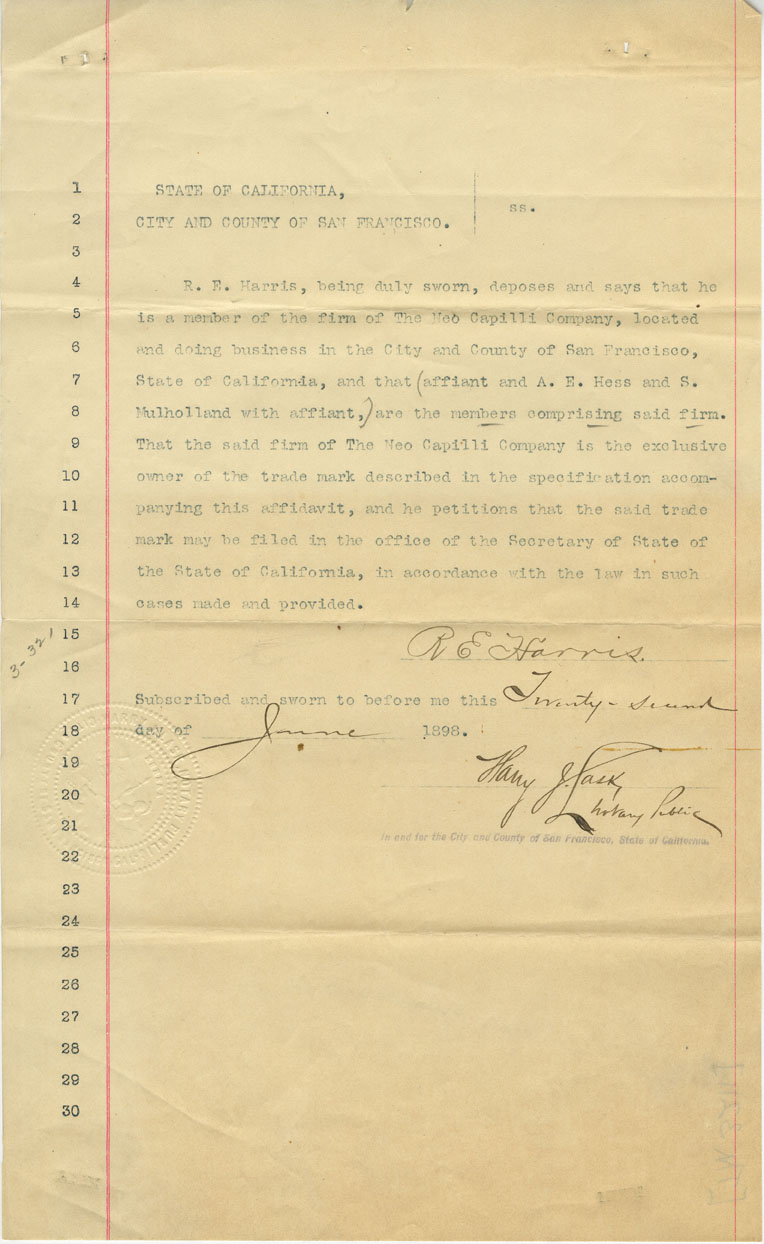 1 STATE OF CALIFORNIA,
ss.
2 CITY AND COUNTY OF SAN FRANCISCO.
3
4 R. E. Harris, being duly sworn, deposes and says that he
5 is a member of the firm of The Neo Capilli Company, located
6 and doing business in the City and County of San Francisco,
7 State of California, and that (affiant and A. E. Hess and S.
8 Mulholland with affiant,) are the members comprising said firm.
9 That the said firm of The Neo Capilli Company is the exclusive
10 owner of the trade mark described in the specification accom-
11 panying this affidavit, and he petitions that the said trade
12 mark may be filed in the office of the Secretary of State of
13 the State of California, in accordance with the law in such
14 cases made and provided.
15 R E Harris.
16
17 Subscribed and sworn to before me this Twenty-second
18 day of June 1898.
19 Harry J.
20 Notary Public
21 In and for the City and County of San Francisco, State of California.
22
23
24
25
26
27
28
29
30